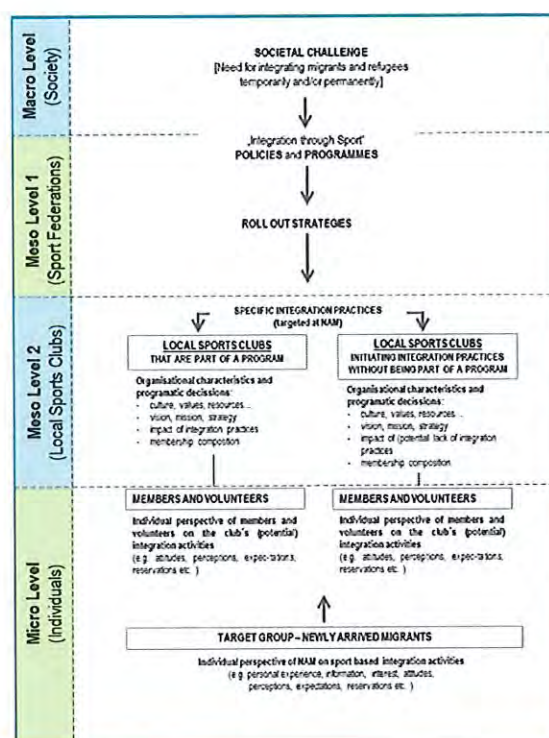 Macro Level
(Society)
SOCIETAL CHALLENGE
[Need for integrating migrants and refugees
temporarily and/or permanently]
Meso Level 1
(Sport Federations)
„Integration through Sport"
POLICIES and PROGRAMMES
ROLL OUT STRATEGIES
Meso Level 2
(Local Sports Clubs)
SPECIFIC INTEGRATION PRACTICES
(targeted at NAM)
LOCAL SPORTS CLUBS
THAT ARE PART OF A PROGRAM
Organisational characteristics and
programatic decissions:
- culture, values, resources...
- vision, mission, strategy
- impact of integration practices
- membership compostion
LOCAL SPORTS CLUBS
INITIATING INTEGRATION PRACTICES
WITHOUT BEING PART OF A PROGRAM
Organisational characteristics and
programatic decissions:
- culture, values, resources ...
- vision, mission, strategy
- impact of (potential lack of integration
practices
- membership compostion
Micro Level
(Individuals)
MEMBERS AND VOLUNTEERS
Individual perspective of members and
volunteers on the club's (potential)
integration activities
(e.g. attitudes, perceptions, expec-tations,
reservations etc. )
MEMBERS AND VOLUNTEERS
Individual perspective of members and
volunteers on the club's (potential)
integration activities
(e.g. attitudes, perceptions, expec-tations,
reservations etc. )
TARGET GROUP – NEWLY ARRIVED MIGRANTS
Individual perspective of NAM on sport based integration activities
(e.g. personal experience, information, interest, attitudes,
perceptions, expectations, reservations etc. )